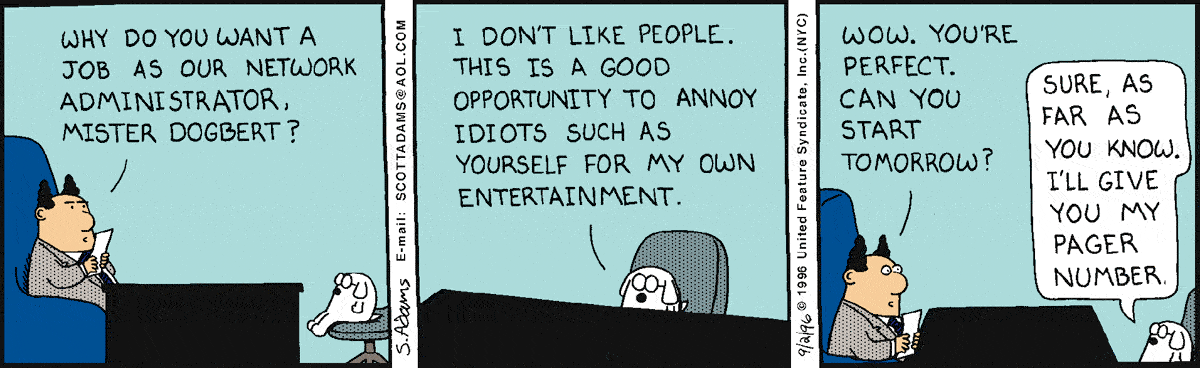 WHY DO YOU WANT A
JOB AS OUR NETWORK
ADMINISTRATOR,
MISTER DOGBERT?
S.Adams E-mail: SCOTTADAMS@AOL.COM
I DON'T LIKE PEOPLE.
THIS IS A GOOD
OPPORTUNITY TO ANNOY
IDIOTS SUCH AS
YOURSELF FOR MY OWN
ENTERTAINMENT.
9/2/96 © 1996 United Feature Syndicate, Inc.(NYC)
WOW. YOU'RE
PERFECT.
CAN YOU
START
TOMORROW?
SURE, AS
FAR AS
YOU KNOW.
I'LL GIVE
YOU MY
PAGER
NUMBER.